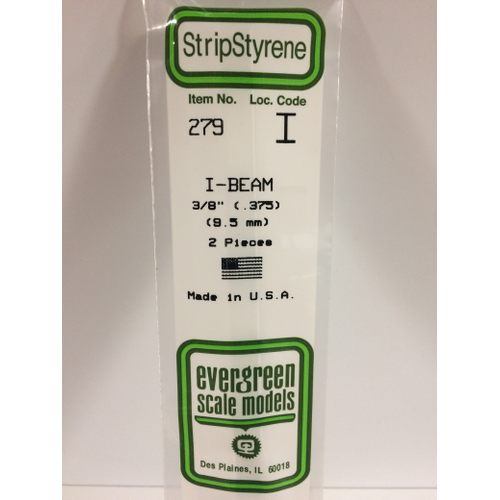 StripStyrene
Item No. Loc. Code
279 I
I-BEAM
3/8" (.375)
(9.5 mm)
2 Pieces
Made in U.S.A.
evergreen
scale models
Des Plaines, IL 60018